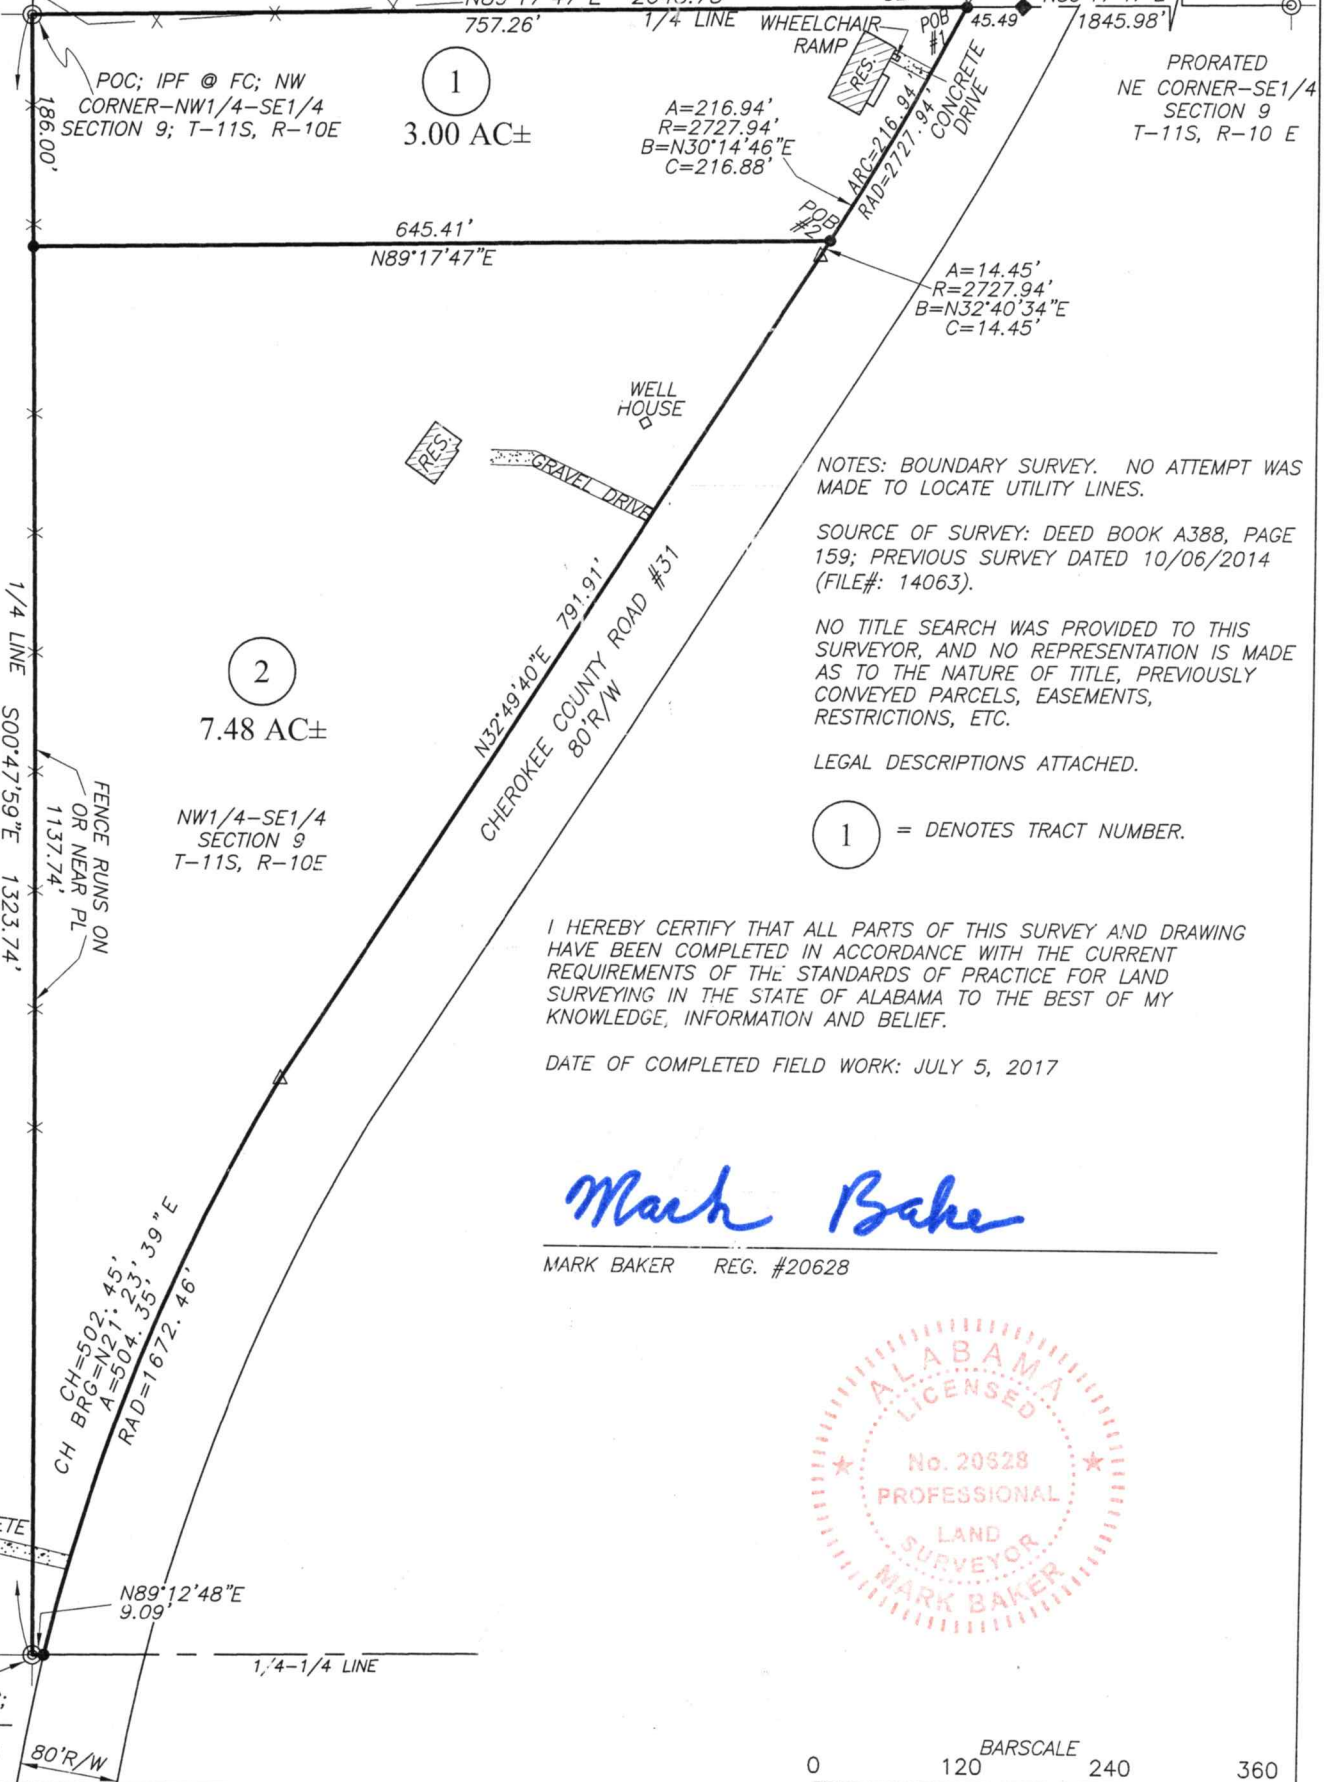 757.26'
1/4 LINE
WHEELCHAIR
RAMP
POB
#1
45.49
1845.98'
POC; IPF @ FC; NW
CORNER-NW1/4-SE1/4
SECTION 9; T-11S, R-10E
186.00'
1
3.00 AC±
RES.
CONCRETE
DRIVE
A=216.94'
R=2727.94'
B=N30°14'46"E
C=216.88'
ARC=216.94'
RAD=2727.94'
PRORATED
NE CORNER-SE1/4
SECTION 9
T-11S, R-10 E
POB
#2
645.41'
N89°17'47"E
A=14.45'
R=2727.94'
B=N32°40'34"E
C=14.45'
WELL
HOUSE
RES.
GRAVEL DRIVE
NOTES: BOUNDARY SURVEY. NO ATTEMPT WAS
MADE TO LOCATE UTILITY LINES.
SOURCE OF SURVEY: DEED BOOK A388, PAGE
159; PREVIOUS SURVEY DATED 10/06/2014
(FILE#: 14063).
NO TITLE SEARCH WAS PROVIDED TO THIS
SURVEYOR, AND NO REPRESENTATION IS MADE
AS TO THE NATURE OF TITLE, PREVIOUSLY
CONVEYED PARCELS, EASEMENTS,
RESTRICTIONS, ETC.
LEGAL DESCRIPTIONS ATTACHED.
1 = DENOTES TRACT NUMBER.
N32°49'40"E 791.91'
CHEROKEE COUNTY ROAD #31
80'R/W
2
7.48 AC±
NW1/4-SE1/4
SECTION 9
T-11S, R-10E
1/4 LINE S00°47'59"E 1323.74'
FENCE RUNS ON
OR NEAR PL
1137.74'
I HEREBY CERTIFY THAT ALL PARTS OF THIS SURVEY AND DRAWING
HAVE BEEN COMPLETED IN ACCORDANCE WITH THE CURRENT
REQUIREMENTS OF THE STANDARDS OF PRACTICE FOR LAND
SURVEYING IN THE STATE OF ALABAMA TO THE BEST OF MY
KNOWLEDGE, INFORMATION AND BELIEF.
DATE OF COMPLETED FIELD WORK: JULY 5, 2017
Mark Baker
MARK BAKER REG. #20628
CH=502.45'
CH BRG=N21°23'39"E
A=504.35'
RAD=1672.46'
ALABAMA
LICENSED
No. 20628
PROFESSIONAL
LAND
SURVEYOR
MARK BAKER
N89°12'48"E
9.09'
1/4-1/4 LINE
80'R/W
BARSCALE
0 120 240 360